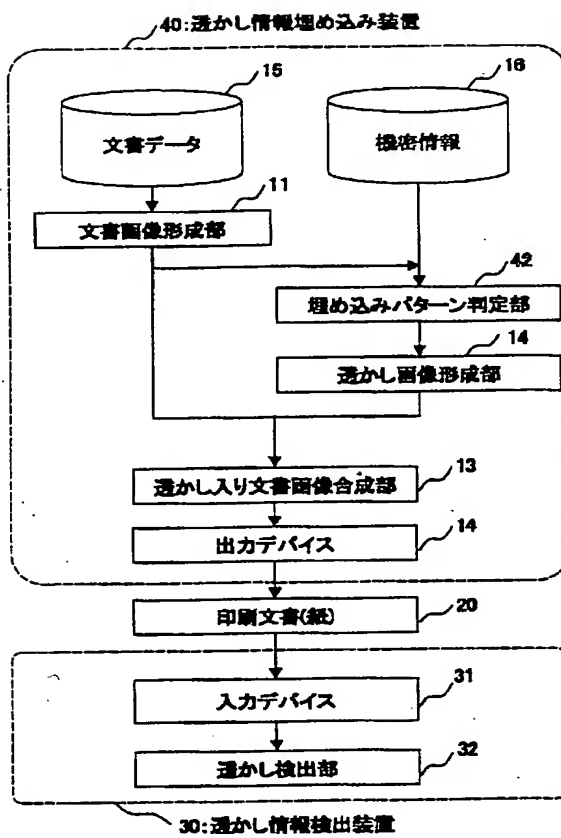 40:透かし情報埋め込み装置
15
16
文書データ
機密情報
11
文書画像形成部
42
埋め込みパターン判定部
14
透かし画像形成部
13
透かし入り文書画像合成部
14
出力デバイス
20
印刷文書(紙)
31
入力デバイス
32
透かし検出部
30:透かし情報検出装置